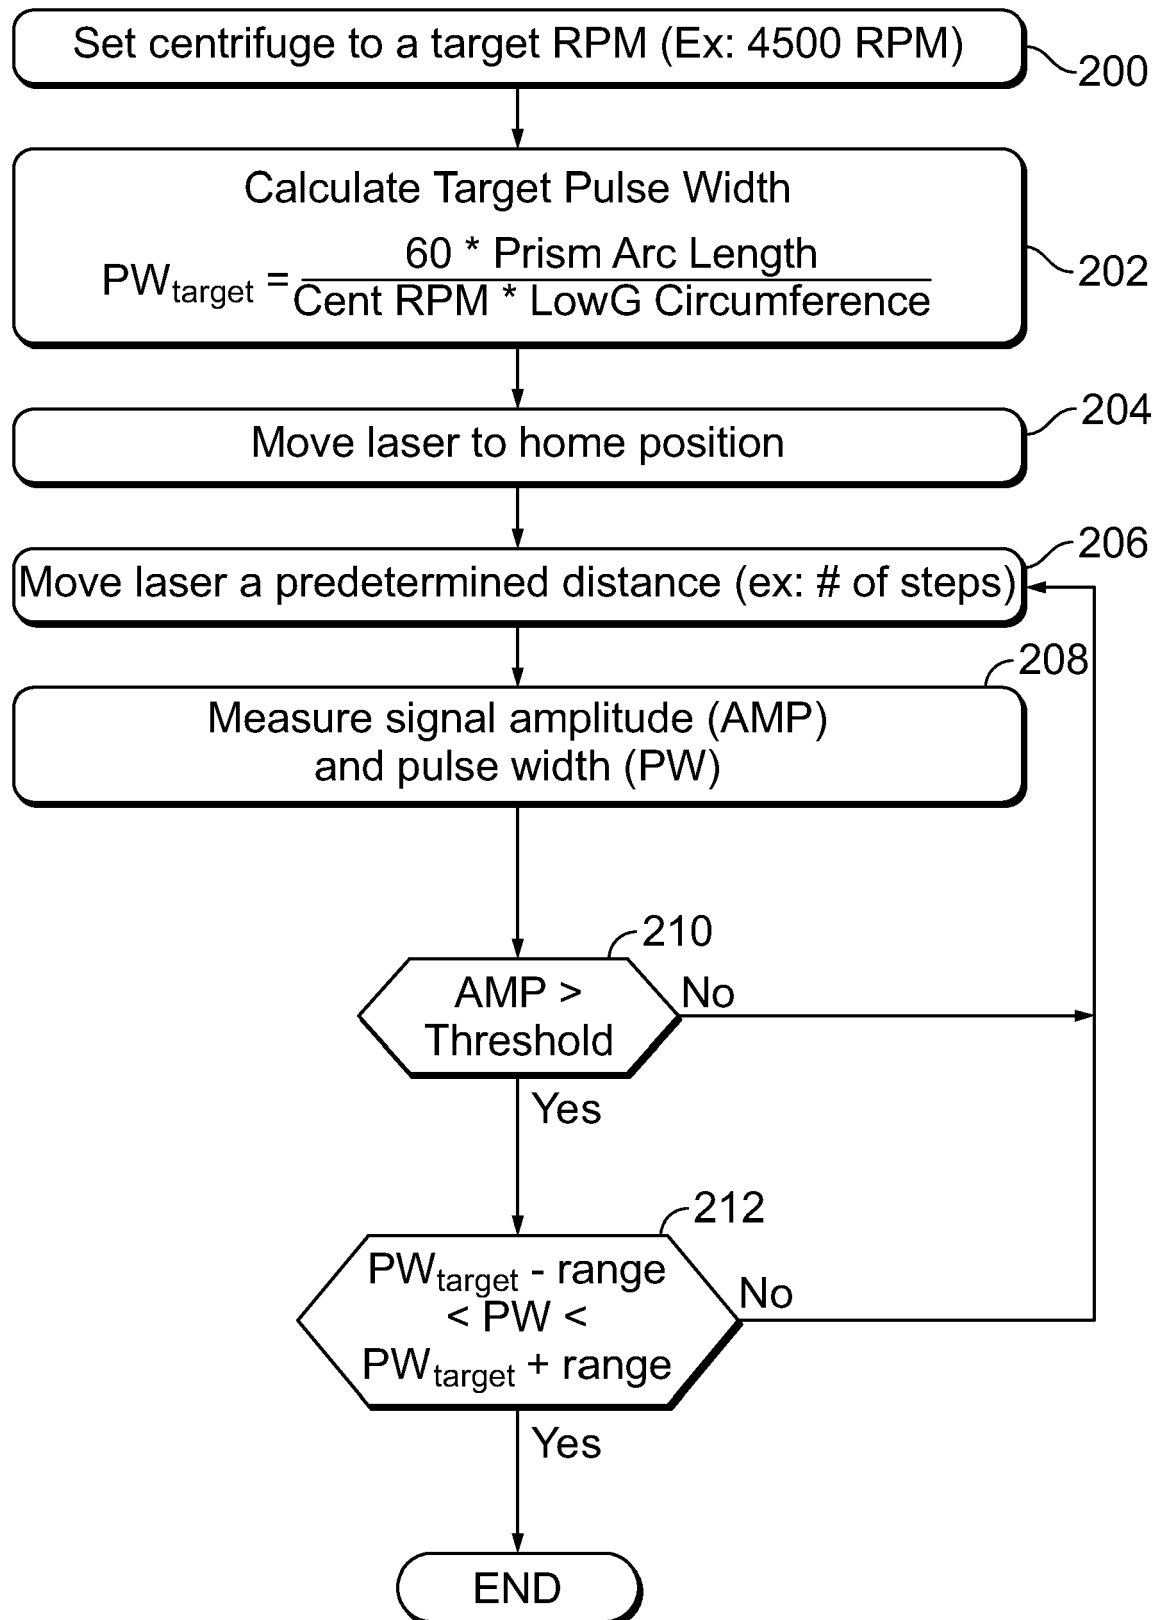 Set centrifuge to a target RPM (Ex: 4500 RPM)
200
Calculate Target Pulse Width
PWtarget = 60 * Prism Arc Length
Cent RPM * LowG Circumference
202
Move laser to home position
204
Move laser a predetermined distance (ex: # of steps)
206
208
Measure signal amplitude (AMP)
and pulse width (PW)
210
AMP >
Threshold
No
Yes
212
PWtarget - range
< PW <
PWtarget + range
No
Yes
END